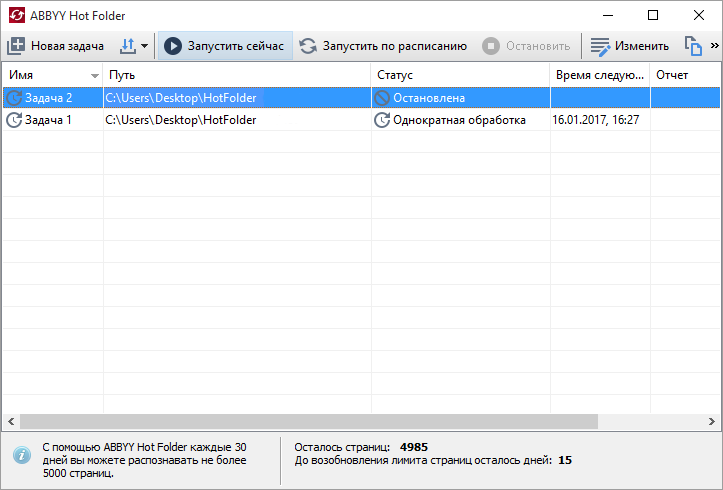 ABBYY Hot Folder
Новая задача Запустить сейчас Запустить по расписанию Остановить Изменить »
Имя Путь Статус Время следую... Отчет
Задача 2 C:\Users\Desktop\HotFolder Остановлена
Задача 1 C:\Users\Desktop\HotFolder Однократная обработка 16.01.2017, 16:27
С помощью ABBYY Hot Folder каждые 30
дней вы можете распознавать не более
5000 страниц.
Осталось страниц: 4985
До возобновления лимита страниц осталось дней: 15